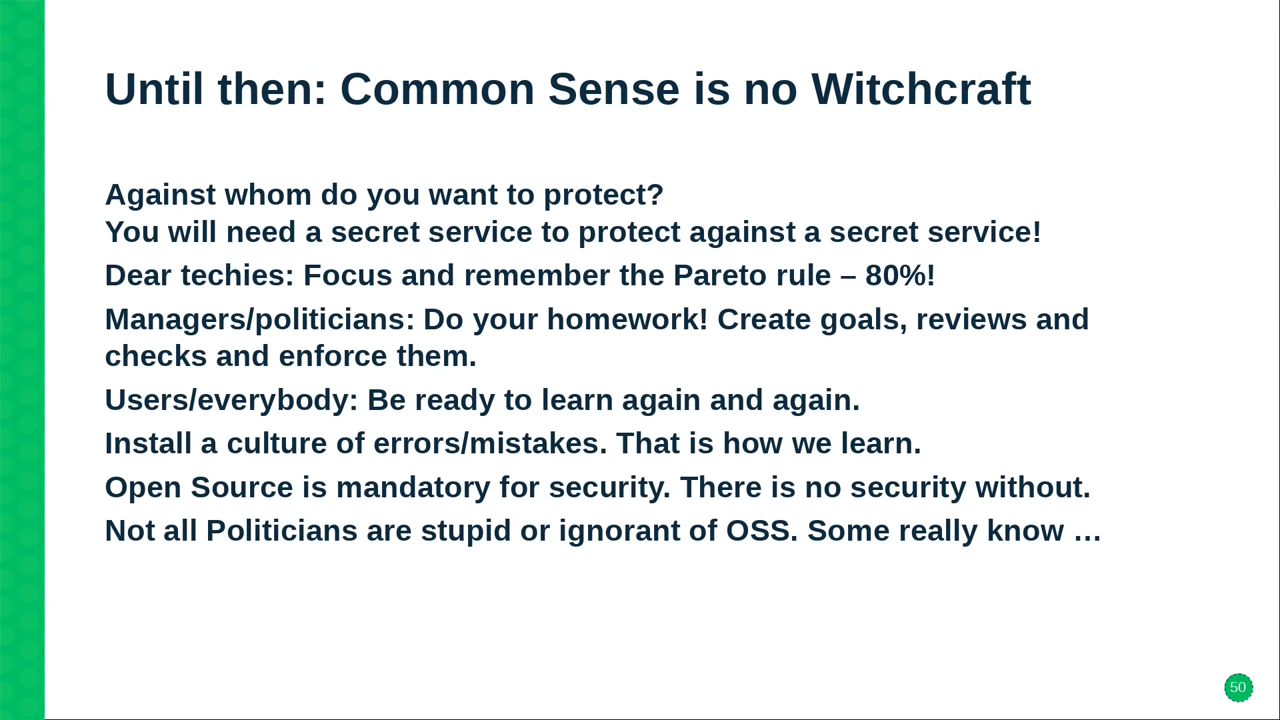 Until then: Common Sense is no Witchcraft
Against whom do you want to protect?
You will need a secret service to protect against a secret service!
Dear techies: Focus and remember the Pareto rule – 80%!
Managers/politicians: Do your homework! Create goals, reviews and
checks and enforce them.
Users/everybody: Be ready to learn again and again.
Install a culture of errors/mistakes. That is how we learn.
Open Source is mandatory for security. There is no security without.
Not all Politicians are stupid or ignorant of OSS. Some really know …
50